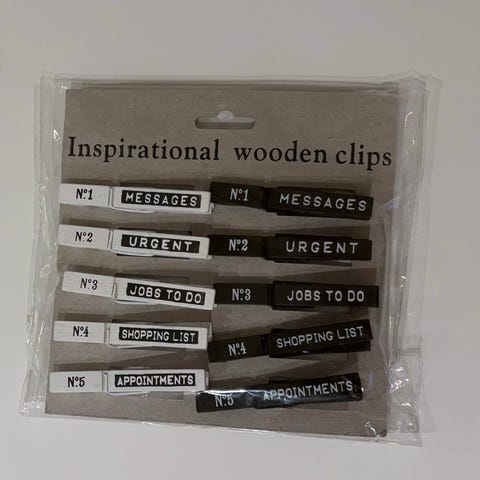 Inspirational wooden clips
Nº1 MESSAGES Nº1 MESSAGES
Nº2 URGENT Nº2 URGENT
Nº3 JOBS TO DO Nº3 JOBS TO DO
Nº4 SHOPPING LIST Nº4 SHOPPING LIST
Nº5 APPOINTMENTS Nº5 APPOINTMENTS